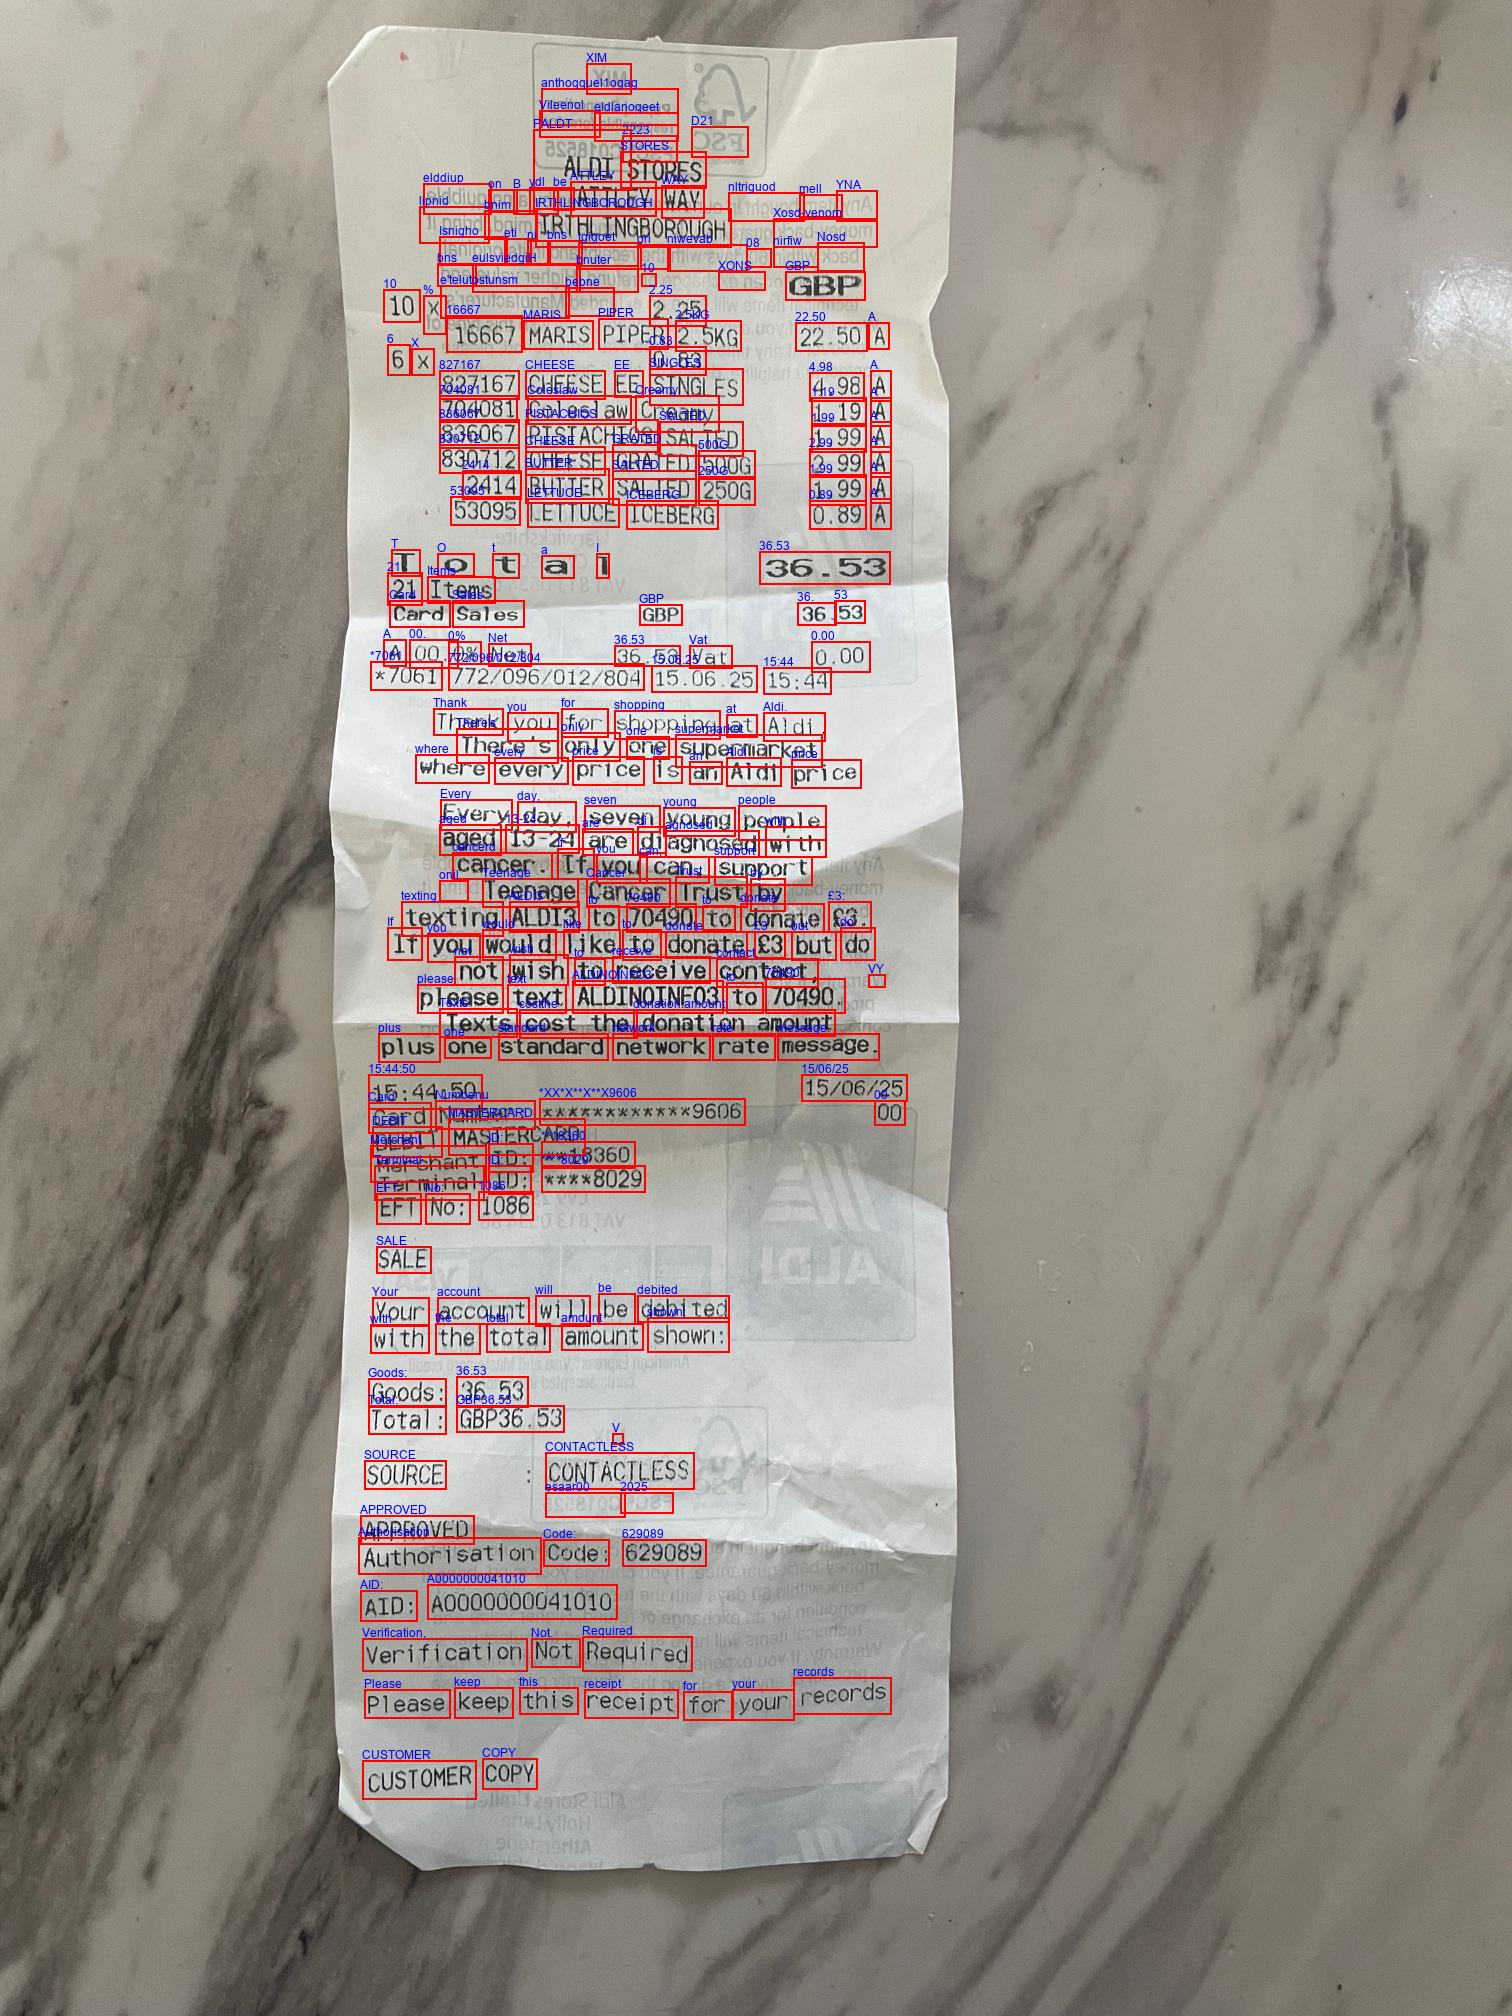 ALDI STORES
ATTLEY WAY
IRTHLINGBOROUGH
GBP
10 x 2.25
16667 MARIS PIPER 2.5KG 22.50 A
6 x 0.83
827167 CHEESE EE SINGLES 4.98 A
704081 Coleslaw Creamy 1.19 A
836067 PISTACHIOS SALTED 1.99 A
830712 CHEESE GRATED 500G 2.99 A
2414 BUTTER SALTED 250G 1.99 A
53095 LETTUCE ICEBERG 0.89 A
Total 36.53
21 Items
Card Sales GBP 36.53
A 00.0% Net 36.53 Vat 0.00
*7061 772/096/012/804 15.06.25 15:44
Thank you for shopping at Aldi.
There's only one supermarket
where every price is an Aldi price
Every day, seven young people
aged 13-24 are diagnosed with
cancer. If you can, support
Teenage Cancer Trust by
texting ALDI3 to 70490 to donate £3.
If you would like to donate £3 but do
not wish to receive contact,
please text ALDINOINFO3 to 70490.
Texts cost the donation amount
plus one standard network rate message.
15:44:50 15/06/25
Card Number: ************9606 00
DEBIT MASTERCARD
Merchant ID: **18360
Terminal ID: ****8029
EFT No: 1086
SALE
Your account will be debited
with the total amount shown:
Goods: 36.53
Total: GBP36.53
SOURCE : CONTACTLESS
APPROVED
Authorisation Code: 629089
AID: A0000000041010
Verification Not Required
Please keep this receipt for your records
CUSTOMER COPY